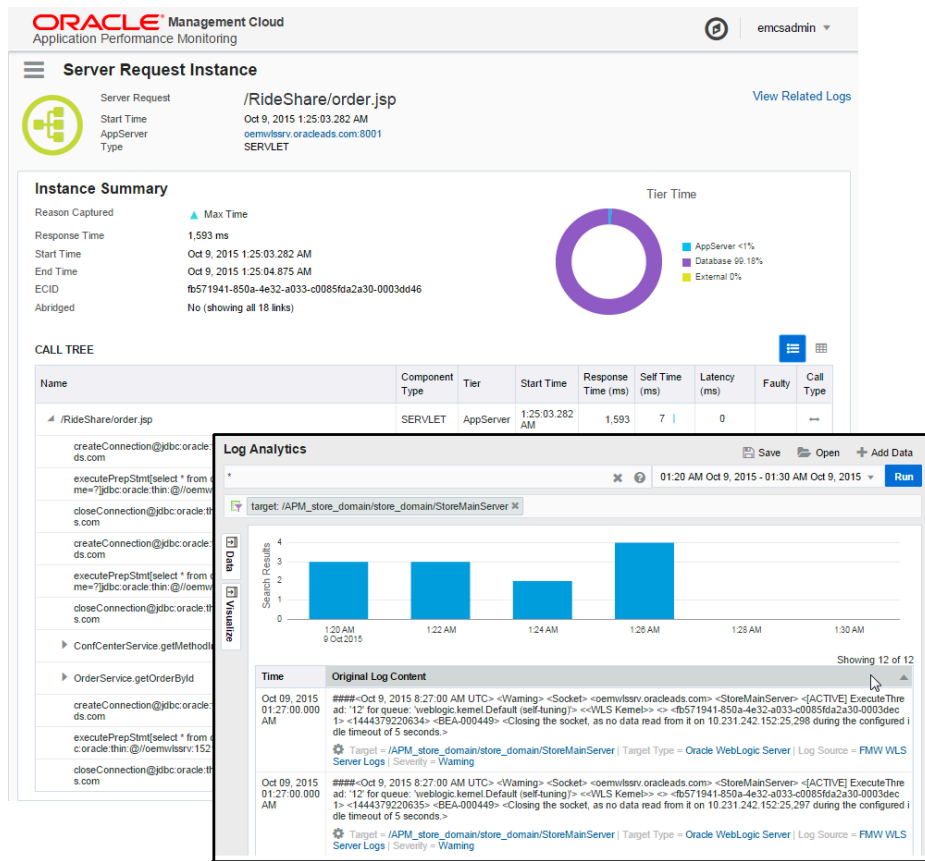 ORACLE® Management Cloud
Application Performance Monitoring
emcsadmin
Server Request Instance
Server Request /RideShare/order.jsp
View Related Logs
Start Time Oct 9, 2015 1:25:03.282 AM
AppServer oemwlssrv.oracleads.com:8001
Type SERVLET
Instance Summary
Tier Time
Reason Captured Max Time
Response Time 1,593 ms
Start Time Oct 9, 2015 1:25:03.282 AM
End Time Oct 9, 2015 1:25:04.875 AM
ECID fb571941-850a-4e32-a033-c0085fda2a30-0003dd46
Abridged No (showing all 18 links)
AppServer <1%
Database 99.18%
External 0%
CALL TREE
Name Component Type Tier Start Time Response Time (ms) Self Time (ms) Latency (ms) Faulty Call Type
/RideShare/order.jsp SERVLET AppServer 1:25:03.282 AM 1,593 7 0
createConnection@jdbc:oracle:
ds.com
executePrepStmt[select * from
me=?]jdbc:oracle:thin:@//oemw
closeConnection@jdbc:oracle:th
s.com
createConnection@jdbc:oracle:
ds.com
executePrepStmt[select * from
me=?]jdbc:oracle:thin:@//oemw
closeConnection@jdbc:oracle:th
s.com
ConfCenterService.getMethodIn
OrderService.getOrderById
createConnection@jdbc:oracle:
ds.com
executePrepStmt[select * from
c:oracle:thin:@//oemwlssrv:152
closeConnection@jdbc:oracle:th
s.com
Log Analytics
Save Open Add Data
* 01:20 AM Oct 9, 2015 - 01:30 AM Oct 9, 2015 Run
target: /APM_store_domain/store_domain/StoreMainServer
Data
Visualize
Search Results
4
3
2
1
0
1:20 AM 1:22 AM 1:24 AM 1:26 AM 1:28 AM 1:30 AM
9 Oct 2015
Showing 12 of 12
Time Original Log Content
Oct 09, 2015 ####<Oct 9, 2015 8:27:00 AM UTC> <Warning> <Socket> <oemwlssrv.oracleads.com> <StoreMainServer> <[ACTIVE] ExecuteThre
01:27:00.000 ad: '12' for queue: 'weblogic.kernel.Default (self-tuning)'> <<WLS Kernel>> <> <fb571941-850a-4e32-a033-c0085fda2a30-0003dec
AM 1> <1444379220634> <BEA-000449> <Closing the socket, as no data read from it on 10.231.242.152:25,298 during the configured i
dle timeout of 5 seconds.>
Target = /APM_store_domain/store_domain/StoreMainServer | Target Type = Oracle WebLogic Server | Log Source = FMW WLS
Server Logs | Severity = Warning
Oct 09, 2015 ####<Oct 9, 2015 8:27:00 AM UTC> <Warning> <Socket> <oemwlssrv.oracleads.com> <StoreMainServer> <[ACTIVE] ExecuteThre
01:27:00.000 ad: '12' for queue: 'weblogic.kernel.Default (self-tuning)'> <<WLS Kernel>> <> <fb571941-850a-4e32-a033-c0085fda2a30-0003dec
AM 1> <1444379220635> <BEA-000449> <Closing the socket, as no data read from it on 10.231.242.152:25,297 during the configured i
dle timeout of 5 seconds.>
Target = /APM_store_domain/store_domain/StoreMainServer | Target Type = Oracle WebLogic Server | Log Source = FMW WLS
Server Logs | Severity = Warning